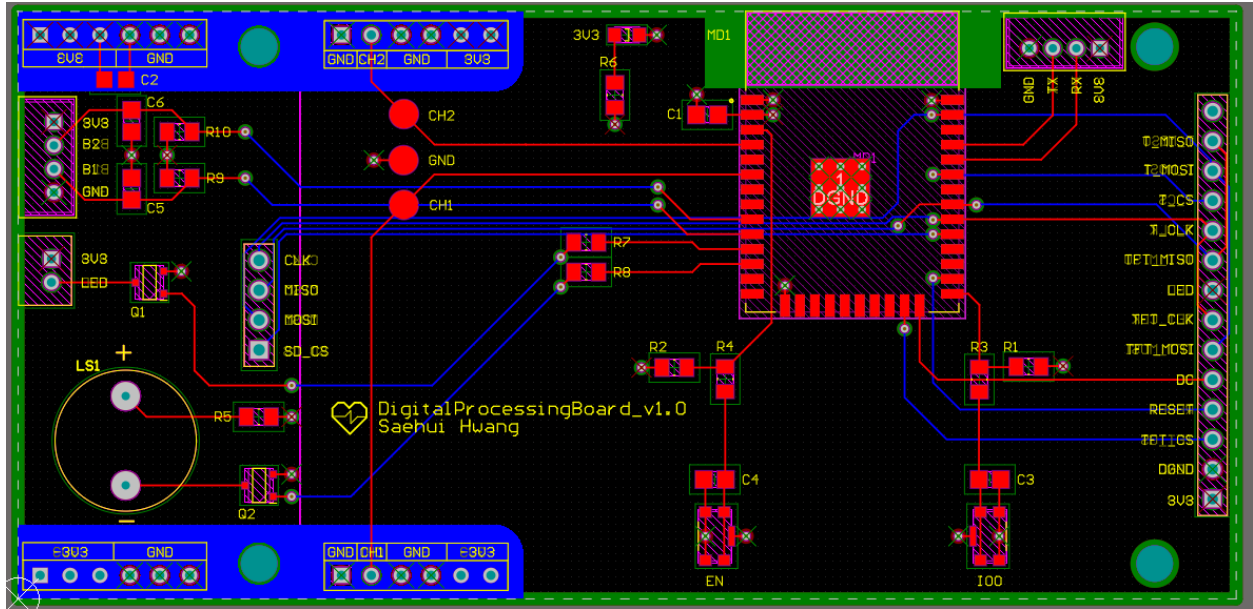 3V3
GND
GND
CH2
GND
3V3
3V3
MD1
R6
C1
GND
TX
RX
3V3
C2
C6
3V3
B2
B1
GND
C5
R10
R9
CH2
GND
CH1
MD1
1
DGND
T_MISO
T_MOSI
T_CS
T_CLK
TFT_MISO
LED
TFT_CLK
TFT_MOSI
DC
RESET
TFT_CS
DGND
3V3
3V3
LED
Q1
CLK
MISO
MOSI
SD_CS
R7
R8
LS1
+
−
R5
Q2
DigitalProcessingBoard_v1.0
Saehui Hwang
R2
R4
R3
R1
C4
C3
EN
IO0
3V3
GND
GND
CH1
GND
3V3